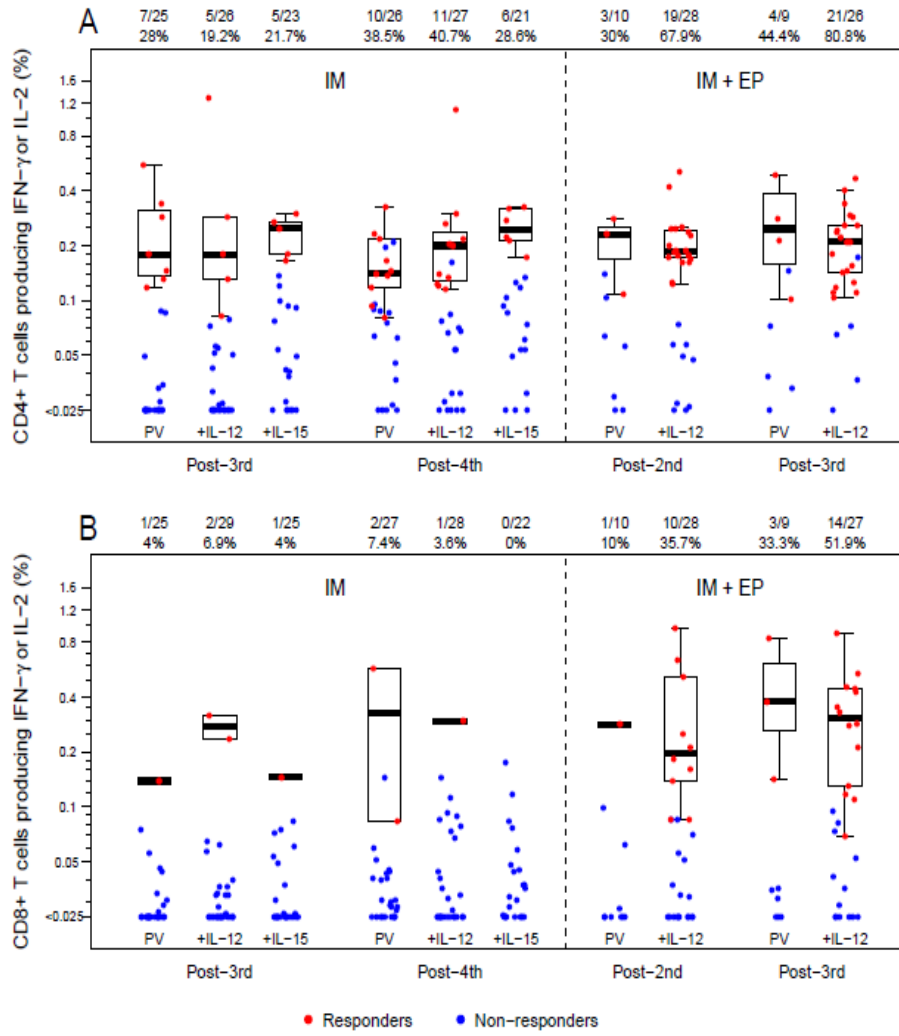 A
7/25 5/26 5/23 10/26 11/27 6/21 3/10 19/28 4/9 21/26
28% 19.2% 21.7% 38.5% 40.7% 28.6% 30% 67.9% 44.4% 80.8%
IM IM + EP
CD4+ T cells producing IFN−γ or IL−2 (%)
1.5
1.2
0.8
0.4
0.2
0.1
0.05
<0.025
PV +IL−12 +IL−15 PV +IL−12 +IL−15 PV +IL−12 PV +IL−12
Post−3rd Post−4th Post−2nd Post−3rd
B
1/25 2/29 1/25 2/27 1/28 0/22 1/10 10/28 3/9 14/27
4% 6.9% 4% 7.4% 3.6% 0% 10% 35.7% 33.3% 51.9%
IM IM + EP
CD8+ T cells producing IFN−γ or IL−2 (%)
1.5
1.2
0.8
0.4
0.2
0.1
0.05
<0.025
PV +IL−12 +IL−15 PV +IL−12 +IL−15 PV +IL−12 PV +IL−12
Post−3rd Post−4th Post−2nd Post−3rd
Responders Non−responders